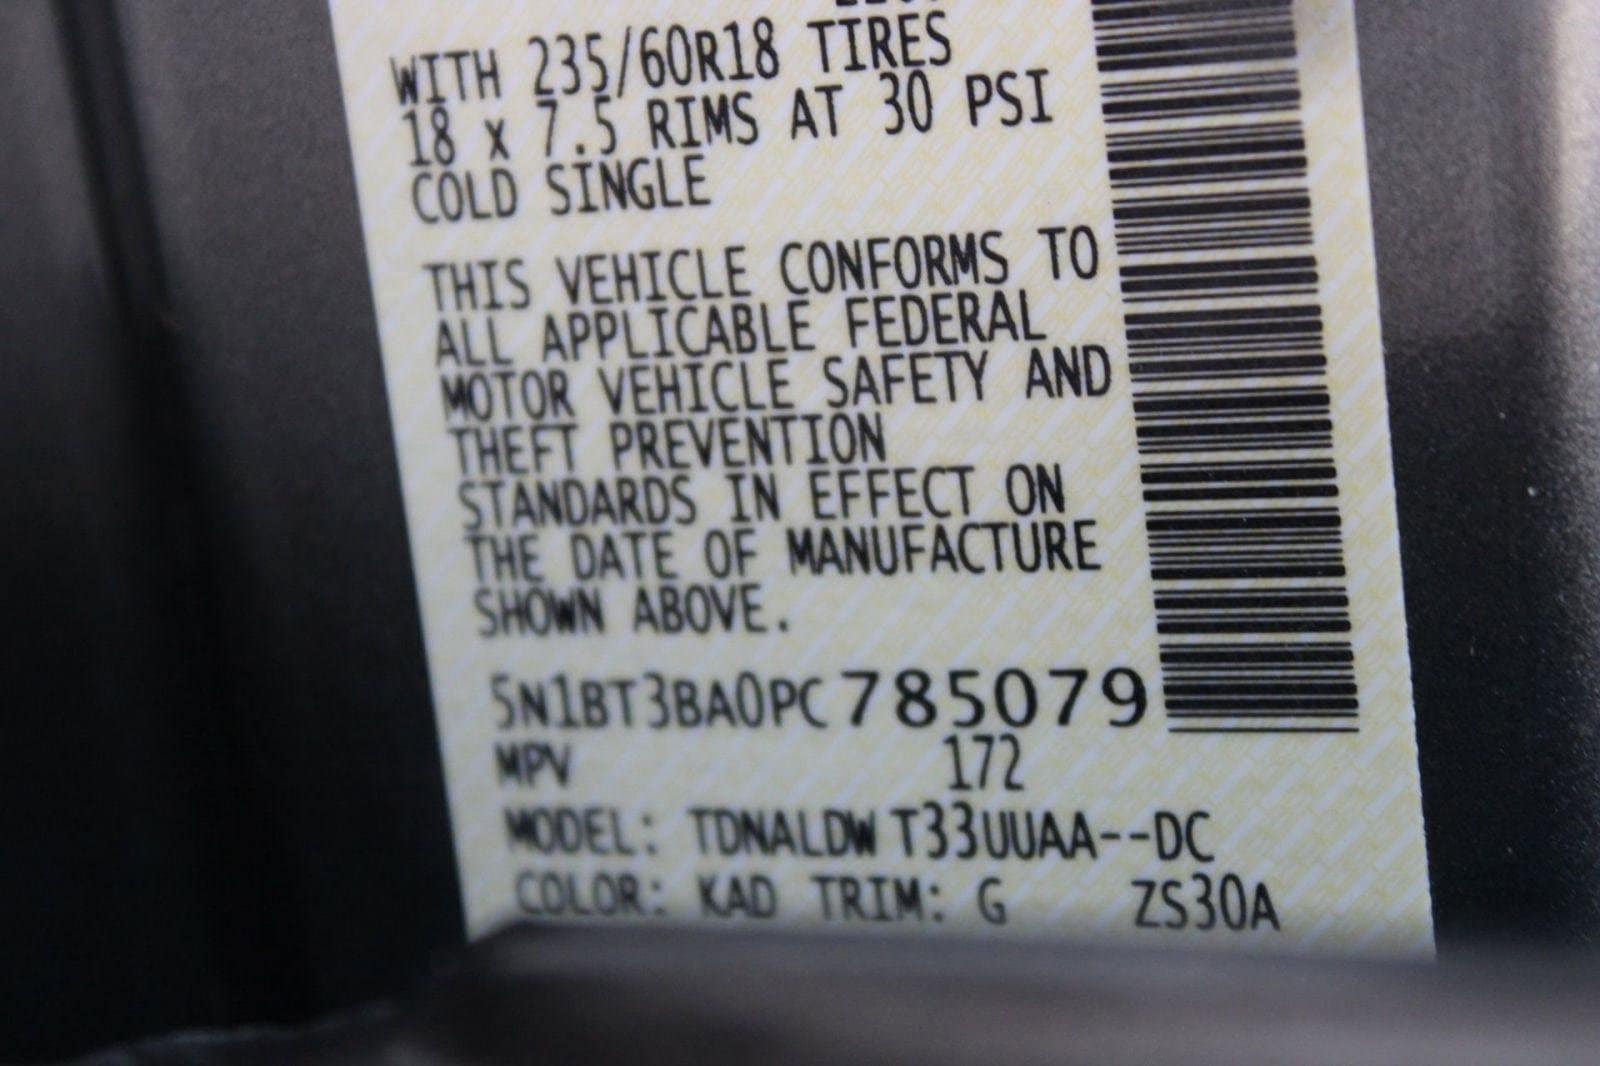 WITH 235/60R18 TIRES
18 x 7.5 RIMS AT 30 PSI
COLD SINGLE
THIS VEHICLE CONFORMS TO
ALL APPLICABLE FEDERAL
MOTOR VEHICLE SAFETY AND
THEFT PREVENTION
STANDARDS IN EFFECT ON
THE DATE OF MANUFACTURE
SHOWN ABOVE.
5N1BT3BA0PC785079
MPV 172
MODEL: TDNALDW T33UUAA--DC
COLOR: KAD TRIM: G ZS30A